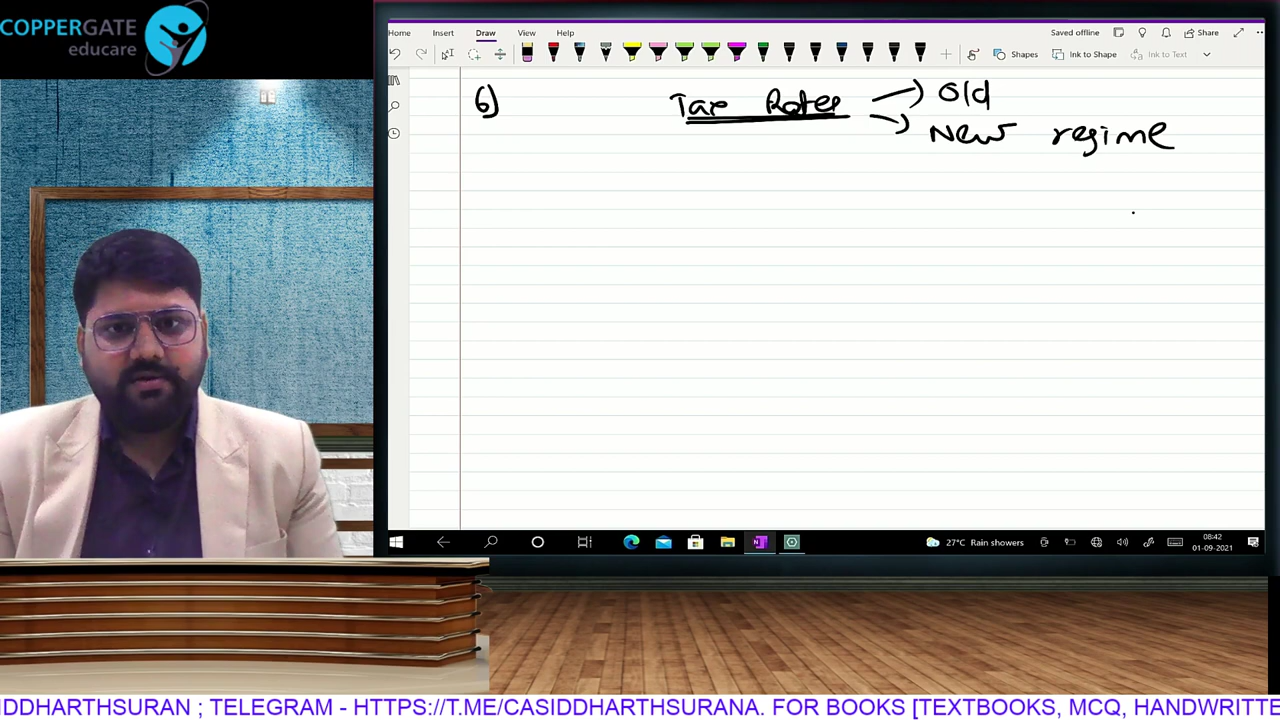 COPPERGATE
educare
Home Insert Draw View Help
Saved offline
Share
Shapes
Ink to Shape
Ink to Text
6) Tax Rates → Old
→ New regime
27°C Rain showers
08:42
01-09-2021
IDDHARTHSURAN ; TELEGRAM - HTTPS://T.ME/CASIDDHARTHSURANA. FOR BOOKS [TEXTBOOKS, MCQ, HANDWRITTE